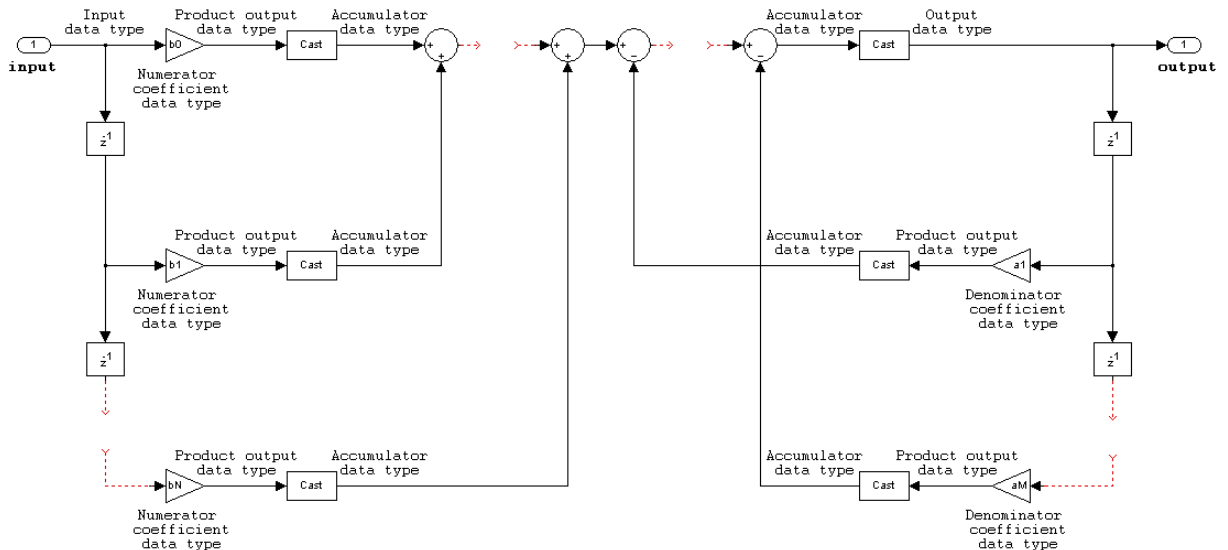 Input
data type
Product output
data type
Accumulator
data type
Accumulator
data type
Output
data type
1
b0
Cast
+
+
+
+
+
−
+
−
Cast
1
input
output
Numerator
coefficient
data type
z-1
z-1
Product output
data type
Accumulator
data type
Accumulator
data type
Product output
data type
b1
Cast
Cast
a1
Numerator
coefficient
data type
Denominator
coefficient
data type
z-1
z-1
Product output
data type
Accumulator
data type
Accumulator
data type
Product output
data type
bN
Cast
Cast
aM
Numerator
coefficient
data type
Denominator
coefficient
data type